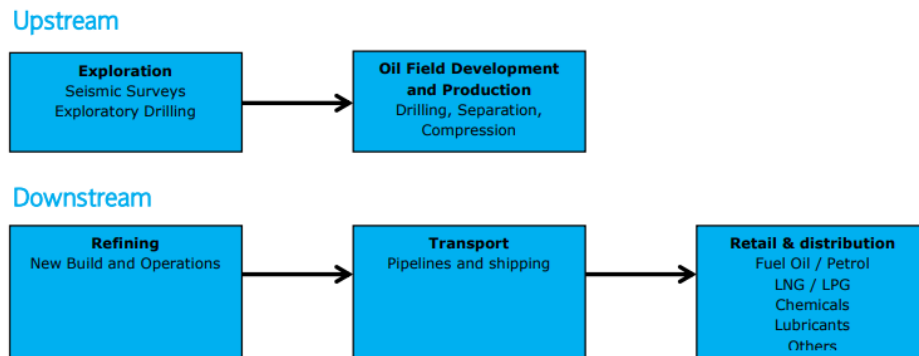 Upstream
Exploration
Seismic Surveys
Exploratory Drilling
Oil Field Development
and Production
Drilling, Separation,
Compression
Downstream
Refining
New Build and Operations
Transport
Pipelines and shipping
Retail & distribution
Fuel Oil / Petrol
LNG / LPG
Chemicals
Lubricants
Others